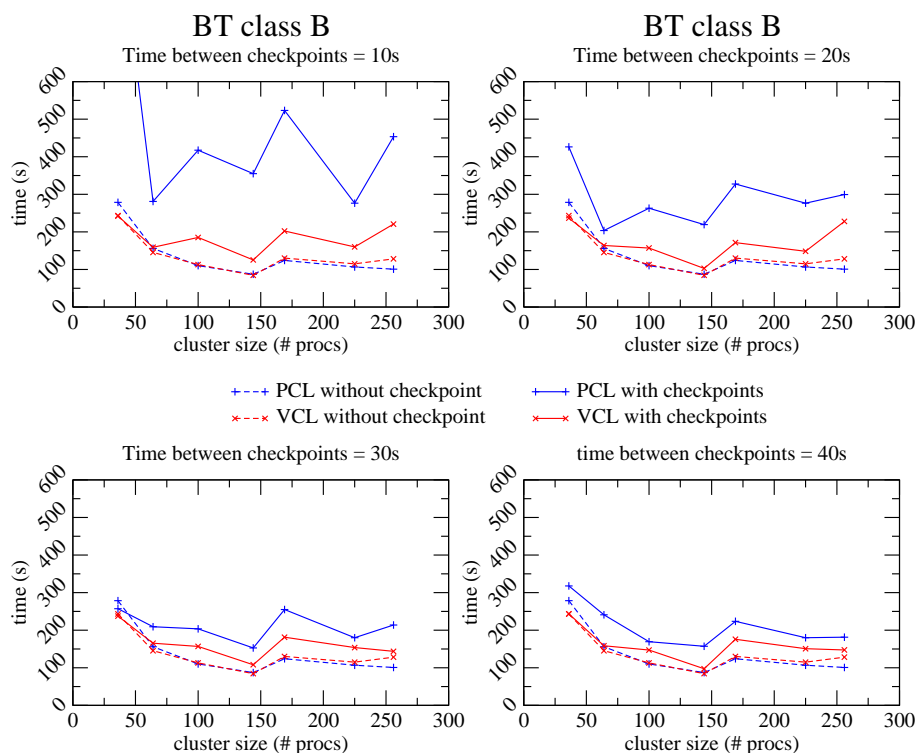 BT class B
Time between checkpoints = 10s
600
500
400
300
200
100
0
time (s)
0 50 100 150 200 250 300
cluster size (# procs)
BT class B
Time between checkpoints = 20s
600
500
400
300
200
100
0
time (s)
0 50 100 150 200 250 300
cluster size (# procs)
PCL without checkpoint PCL with checkpoints
VCL without checkpoint VCL with checkpoints
Time between checkpoints = 30s
600
500
400
300
200
100
0
time (s)
0 50 100 150 200 250 300
cluster size (# procs)
time between checkpoints = 40s
600
500
400
300
200
100
0
time (s)
0 50 100 150 200 250 300
cluster size (# procs)